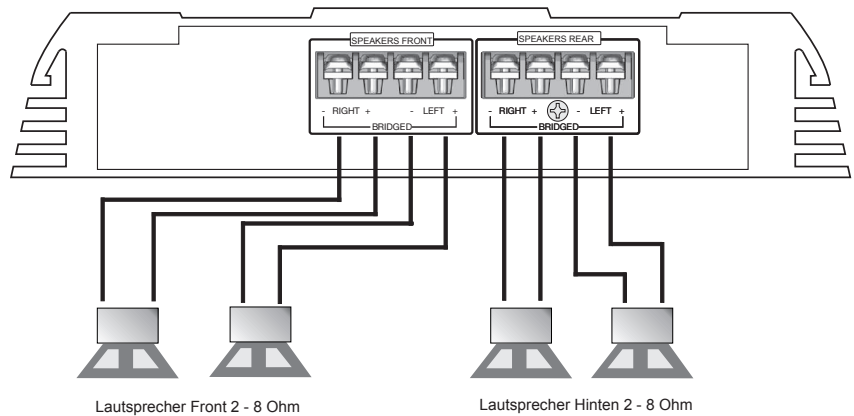 SPEAKERS FRONT
SPEAKERS REAR
- RIGHT + - LEFT +
BRIDGED
- RIGHT + - LEFT +
BRIDGED
Lautsprecher Front 2 - 8 Ohm
Lautsprecher Hinten 2 - 8 Ohm